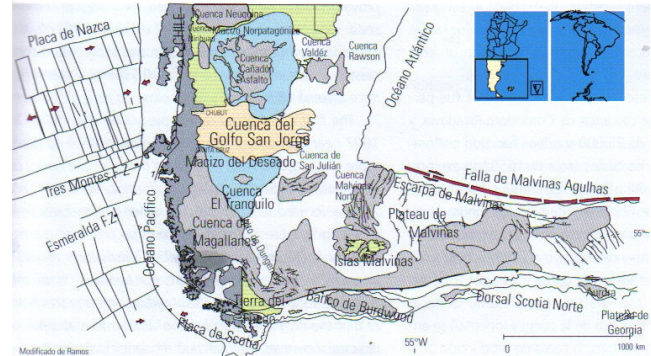 Cuenca Neuquina
Placa de Nazca
CHILE
Macizo Norpatagónico
Cuenca
Valdéz
Cuenca
Rawson
Océano Atlántico
Cuenca
Cañadon
Asfalto
CHUBUT
Cuenca del
Golfo San Jorge
Macizo del Deseado
Cuenca de
San Julián
Cuenca
El Tranquilo
Cuenca
Malvinas
Norte
Falla de Malvinas Agulhas
Escarpa de Malvinas
Plateau de
Malvinas
Tres Montes F.Z.
Esmeralda F.Z.
Océano Pacífico
Cuenca de
Magallanes
Islas Malvinas
55°
Tierra del
Fuego
Banco de Burdwood
Dorsal Scotia Norte
Aurora
Plateau de
Georgia
Placa de Scotia
55°W
0 1000 km
Modificado de Ramos